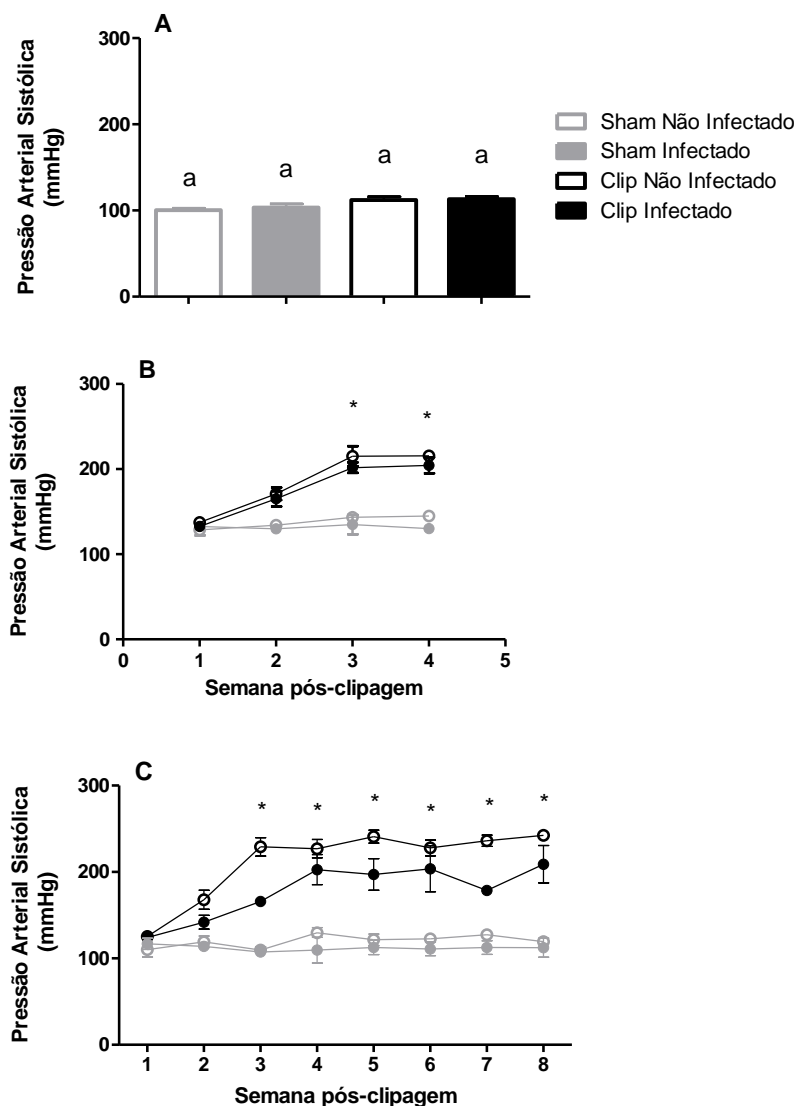 A
Pressão Arterial Sistólica
(mmHg)
300
200
100
0
a a a a
Sham Não Infectado
Sham Infectado
Clip Não Infectado
Clip Infectado
B
Pressão Arterial Sistólica
(mmHg)
300
200
100
0
* *
0 1 2 3 4 5
Semana pós-clipagem
C
Pressão Arterial Sistólica
(mmHg)
300
200
100
0
* * * * * *
1 2 3 4 5 6 7 8
Semana pós-clipagem